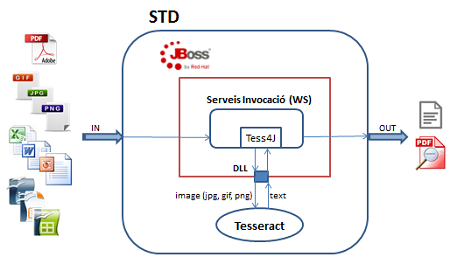 STD
PDF
Adobe
GIF
JPG
PNG
JBoss
by Red Hat
Serveis Invocació (WS)
Tess4J
IN
OUT
DLL
image (jpg, gif, png)
text
Tesseract
PDF